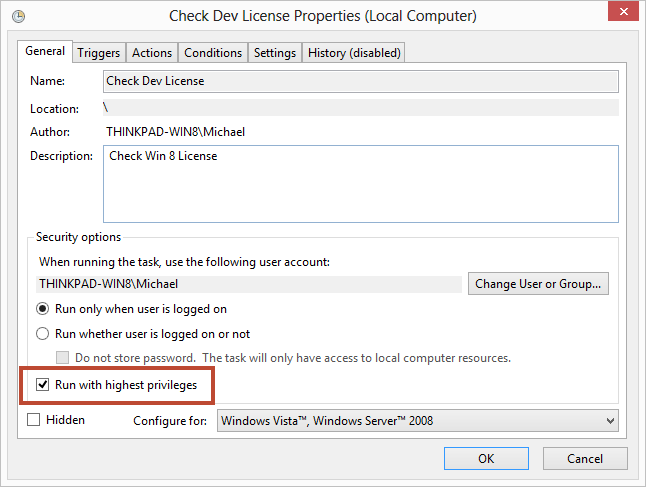 Check Dev License Properties (Local Computer)
General Triggers Actions Conditions Settings History (disabled)
Name: Check Dev License
Location: \
Author: THINKPAD-WIN8\Michael
Description: Check Win 8 License
Security options
When running the task, use the following user account:
THINKPAD-WIN8\Michael Change User or Group...
Run only when user is logged on
Run whether user is logged on or not
Do not store password. The task will only have access to local computer resources.
Run with highest privileges
Hidden Configure for: Windows Vista™, Windows Server™ 2008
OK Cancel